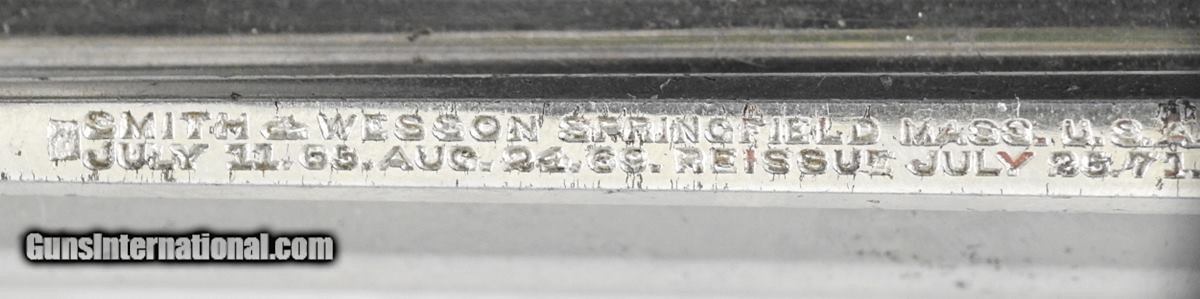 SMITH & WESSON SPRINGFIELD MASS. U.S.A
JULY 11. 65. AUG. 24. 69. REISSUE JULY 25. 71.
GunsInternational.com